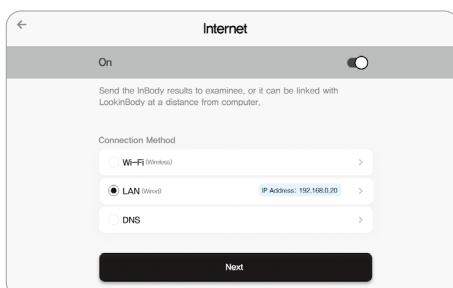 Internet
On
Send the InBody results to examinee, or it can be linked with
LookinBody at a distance from computer,
Connection Method
Wi-Fi (Wireless)
LAN (Wired) IP Address: 192.168.0.20
DNS
Next